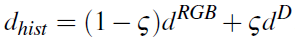 d_{hist} = (1 − ς)d^{RGB} + ςd^{D}